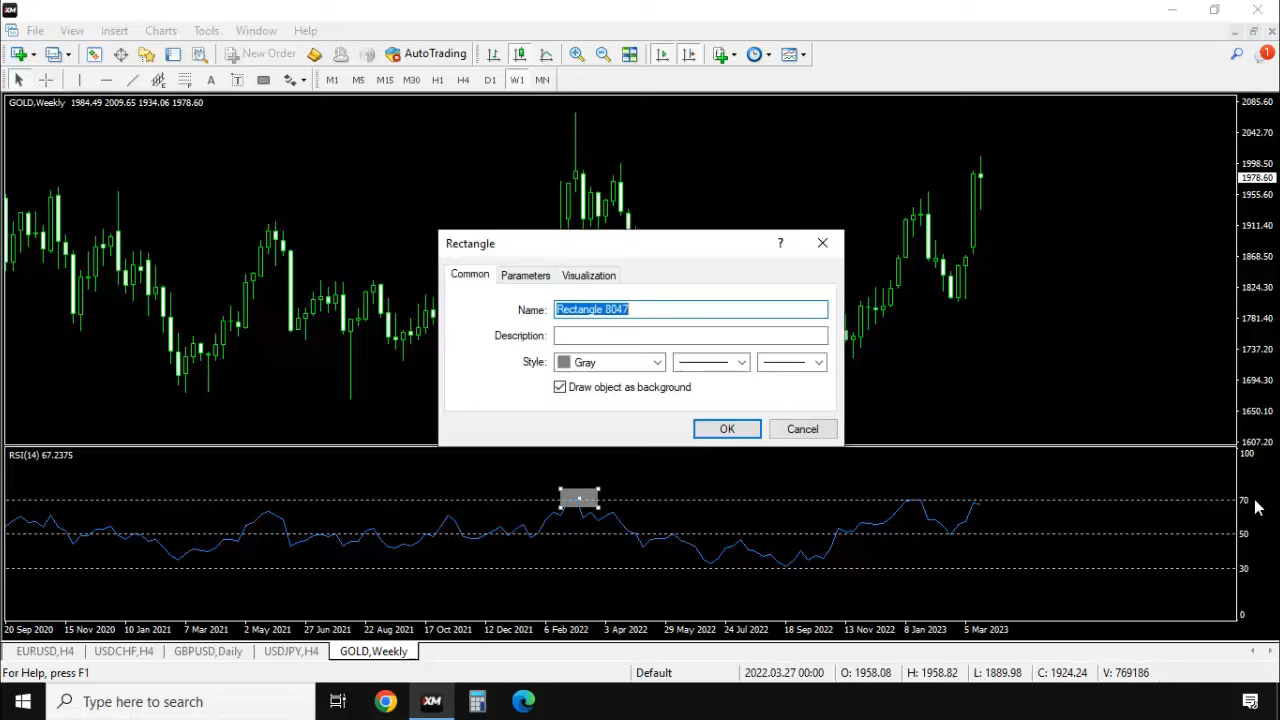 XM
File View Insert Charts Tools Window Help
New Order AutoTrading 1
A T M1 M5 M15 M30 H1 H4 D1 W1 MN
GOLD,Weekly 1984.49 2009.65 1934.06 1978.60
2085.60
2042.70
1998.50
1978.60
1955.60
1911.40
1868.50
1824.30
1781.40
1737.20
1694.30
1650.10
1607.20
Rectangle ?
Common Parameters Visualization
Name: Rectangle 8047
Description:
Style: Gray
Draw object as background
OK Cancel
RSI(14) 67.2375
100
70
50
30
0
20 Sep 2020 15 Nov 2020 10 Jan 2021 7 Mar 2021 2 May 2021 27 Jun 2021 22 Aug 2021 17 Oct 2021 12 Dec 2021 6 Feb 2022 3 Apr 2022 29 May 2022 24 Jul 2022 18 Sep 2022 13 Nov 2022 8 Jan 2023 5 Mar 2023
EURUSD,H4 USDCHF,H4 GBPUSD,Daily USDJPY,H4 GOLD,Weekly
For Help, press F1 Default 2022.03.27 00:00 O: 1958.08 H: 1958.82 L: 1889.98 C: 1924.24 V: 769186
Type here to search XM